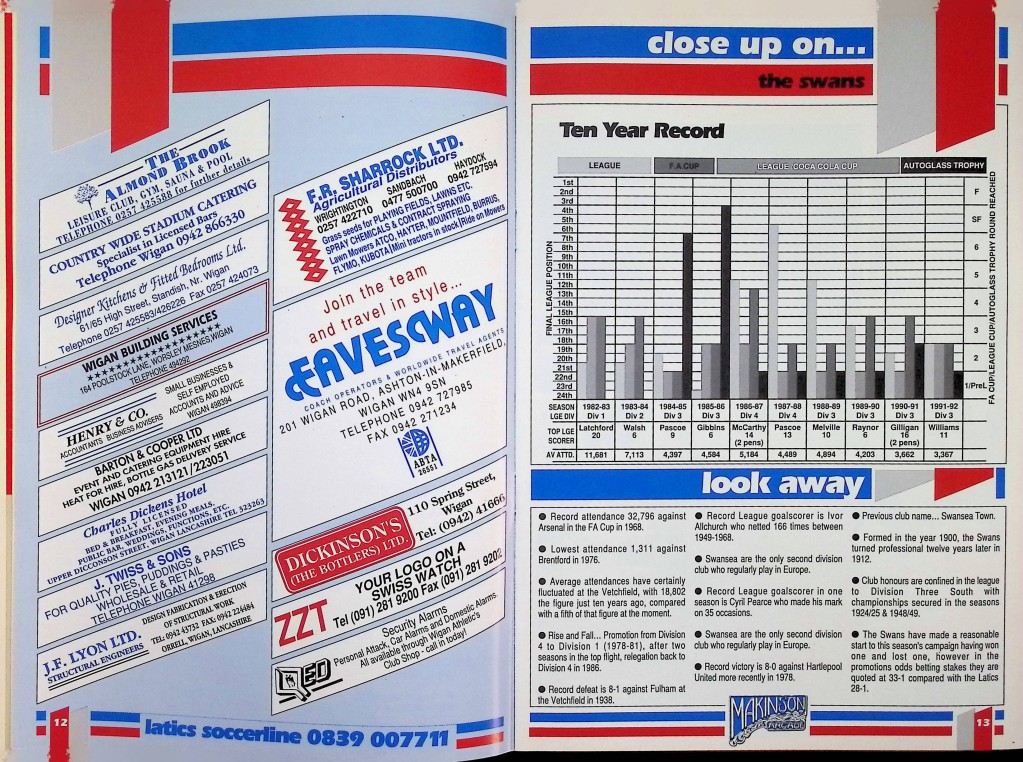 THE
ALMOND BROOK
LEISURE CLUB, GYM, SAUNA & POOL
TELEPHONE 0257 425588 for further details
COUNTRY WIDE STADIUM CATERING
Specialist in Licensed Bars
Telephone Wigan 0942 866330
Designer Kitchens & Fitted Bedrooms Ltd.
61/65 High Street, Standish, Nr. Wigan
Telephone 0257 425583/426226 Fax 0257 424073
WIGAN BUILDING SERVICES
164 POOLSTOCK LANE, WORSLEY MESNES, WIGAN
TELEPHONE 494292
HENRY & CO.
ACCOUNTANTS BUSINESS ADVISERS
SMALL BUSINESSES &
SELF EMPLOYED
ACCOUNTS AND ADVICE
WIGAN 498394
BARTON & COOPER LTD
EVENT AND CATERING EQUIPMENT HIRE
HEAT FOR HIRE, BOTTLE GAS DELIVERY SERVICE
WIGAN 0942 213121/223051
Charles Dickens Hotel
FULLY LICENSED
BED & BREAKFAST, EVENING MEALS,
PUBLIC BAR, WEDDINGS, FUNCTIONS, ETC.
UPPER DICCONSON STREET, WIGAN LANCASHIRE TEL 323263
J. TWISS & SONS
FOR QUALITY PIES, PUDDINGS & PASTIES
WHOLESALE & RETAIL
TELEPHONE WIGAN 41298
J.F. LYON LTD.
STRUCTURAL ENGINEERS
DESIGN FABRICATION & ERECTION
OF STRUCTURAL WORK
TEL 0942 45732 FAX 0942 224484
ORRELL, WIGAN, LANCASHIRE
F.R. SHARROCK LTD.
Agricultural Distributors
WRIGHTINGTON SANDBACH HAYDOCK
0257 422710 0477 500700 0942 727594
Grass seeds for PLAYING FIELDS, LAWNS ETC.
SPRAY CHEMICALS & CONTRACT SPRAYING
Lawn Mowers ATCO, HAYTER, MOUNTFIELD, BURRUS,
FLYMO, KUBOTA | Mini tractors in stock | Ride on Mowers
Join the team
and travel in style...
EAVESWAY
COACH OPERATORS & WORLDWIDE TRAVEL AGENTS
201 WIGAN ROAD, ASHTON-IN-MAKERFIELD,
WIGAN WN4 9SN
TELEPHONE 0942 727985
FAX 0942 271234
ABTA
DICKINSON'S
(THE BOTTLERS) LTD.
110 Spring Street,
Wigan
Tel: (0942) 41666
ZZT
YOUR LOGO ON A
SWISS WATCH
Tel (091) 281 9200 Fax (091) 281 9202
QED
Security Alarms
Personal Attack, Car Alarms and Domestic Alarms.
All available through Wigan Athletic's
Club Shop - call in today!
12
latics soccerline 0839 007711
close up on...
the swans
Ten Year Record
LEAGUE F.A CUP LEAGUE COCA COLA CUP AUTOGLASS TROPHY
FINAL LEAGUE POSITION
1st
2nd
3rd
4th
5th
6th
7th
8th
9th
10th
11th
12th
13th
14th
15th
16th
17th
18th
19th
20th
21st
22nd
23rd
24th
F
SF
6
5
4
3
2
1/Prel.
FA CUP/LEAGUE CUP/AUTOGLASS TROPHY ROUND REACHED
SEASON 1982-83 1983-84 1984-85 1985-86 1986-87 1987-88 1988-89 1989-90 1990-91 1991-92
LGE DIV Div 1 Div 2 Div 3 Div 3 Div 4 Div 4 Div 3 Div 3 Div 3 Div 3
TOP LGE Latchford Walsh Pascoe Gibbins McCarthy Pascoe Melville Raynor Gilligan Williams
SCORER 20 6 9 6 14 13 10 6 16 11
(2 pens) (2 pens)
AV ATTD. 11,681 7,113 4,397 4,584 5,184 4,489 4,894 4,203 3,662 3,367
look away
● Record attendance 32,796 against
Arsenal in the FA Cup in 1968.
● Lowest attendance 1,311 against
Brentford in 1976.
● Average attendances have certainly
fluctuated at the Vetchfield, with 18,802
the figure just ten years ago, compared
with a fifth of that figure at the moment.
● Rise and Fall... Promotion from Division
4 to Division 1 (1978-81), after two
seasons in the top flight, relegation back to
Division 4 in 1986.
● Record defeat is 8-1 against Fulham at
the Vetchfield in 1938.
● Record League goalscorer is Ivor
Allchurch who netted 166 times between
1949-1968.
● Swansea are the only second division
club who regularly play in Europe.
● Record League goalscorer in one
season is Cyril Pearce who made his mark
on 35 occasions.
● Swansea are the only second division
club who regularly play in Europe.
● Record victory is 8-0 against Hartlepool
United more recently in 1978.
● Previous club name... Swansea Town.
● Formed in the year 1900, the Swans
turned professional twelve years later in
1912.
● Club honours are confined in the league
to Division Three South with
championships secured in the seasons
1924/25 & 1948/49.
● The Swans have made a reasonable
start to this season's campaign having won
one and lost one, however in the
promotions odds betting stakes they are
quoted at 33-1 compared with the Latics
28-1.
MAKINSON
ARCADE
13